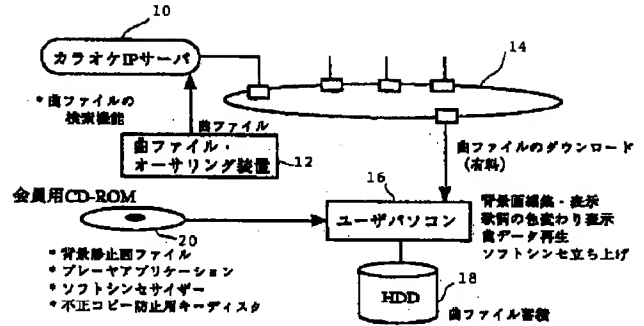 10
カラオケIPサーバ
14
*曲ファイルの
検索機能
曲ファイル
曲ファイル・
オーサリング装置
12
曲ファイルのダウンロード
(有料)
会員用CD-ROM
16
ユーザパソコン
背景画編集・表示
歌詞の色変わり表示
曲データ再生
ソフトシンセ立ち上げ
20
*背景静止画ファイル
*プレーヤアプリケーション
*ソフトシンセサイザー
*不正コピー防止用キーディスク
HDD
18
曲ファイル蓄積